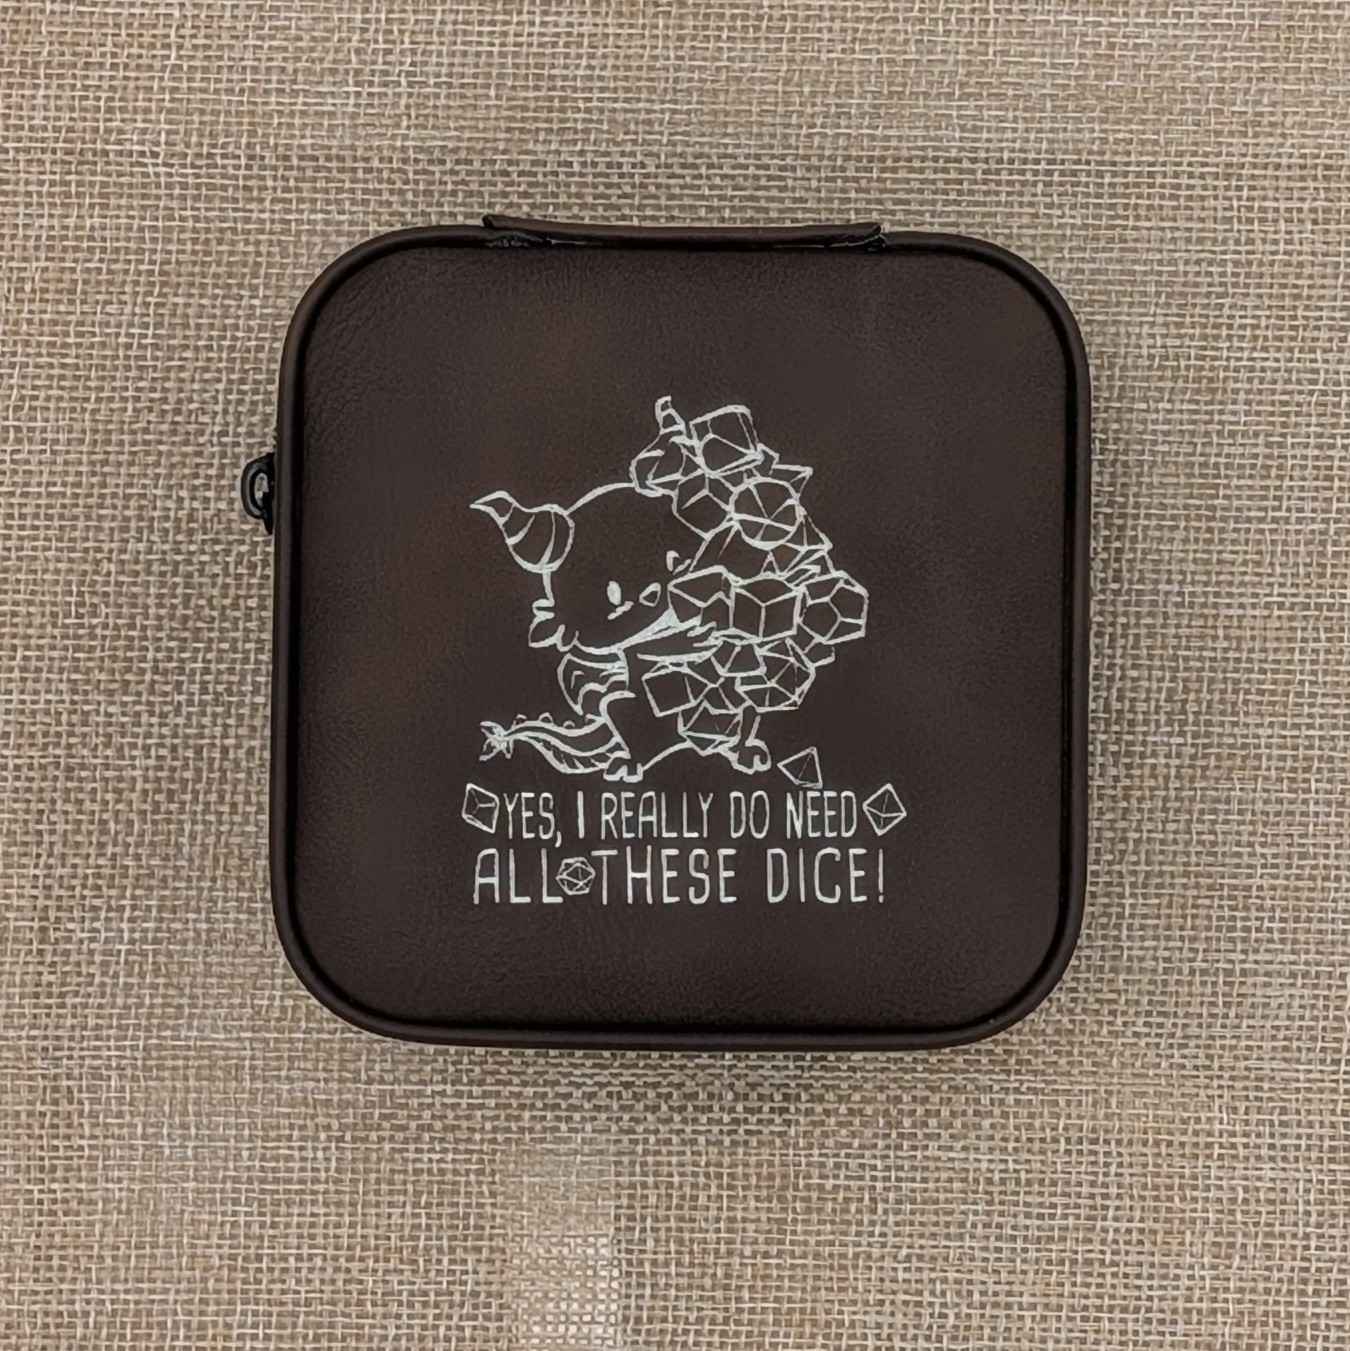 YES, I REALLY DO NEED
ALL THESE DICE!